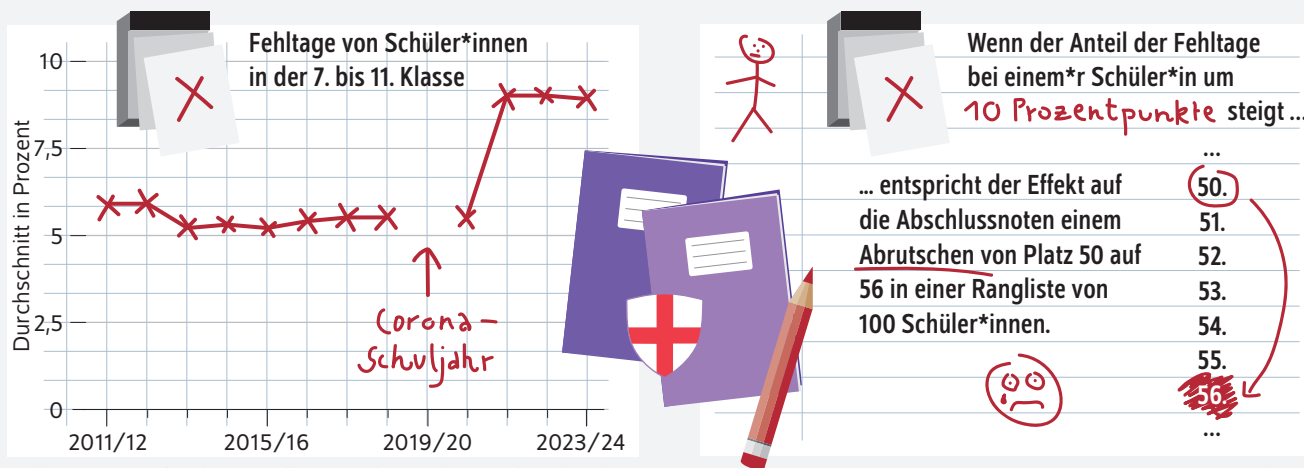 Fehltage von Schüler*innen
in der 7. bis 11. Klasse
Durchschnitt in Prozent
10
7,5
5
2,5
0
Corona-
Schuljahr
2011/12
2015/16
2019/20
2023/24
Wenn der Anteil der Fehltage
bei einem*r Schüler*in um
10 Prozentpunkte steigt ...
... entspricht der Effekt auf
die Abschlussnoten einem
Abrutschen von Platz 50 auf
56 in einer Rangliste von
100 Schüler*innen.
...
50.
51.
52.
53.
54.
55.
56.
...